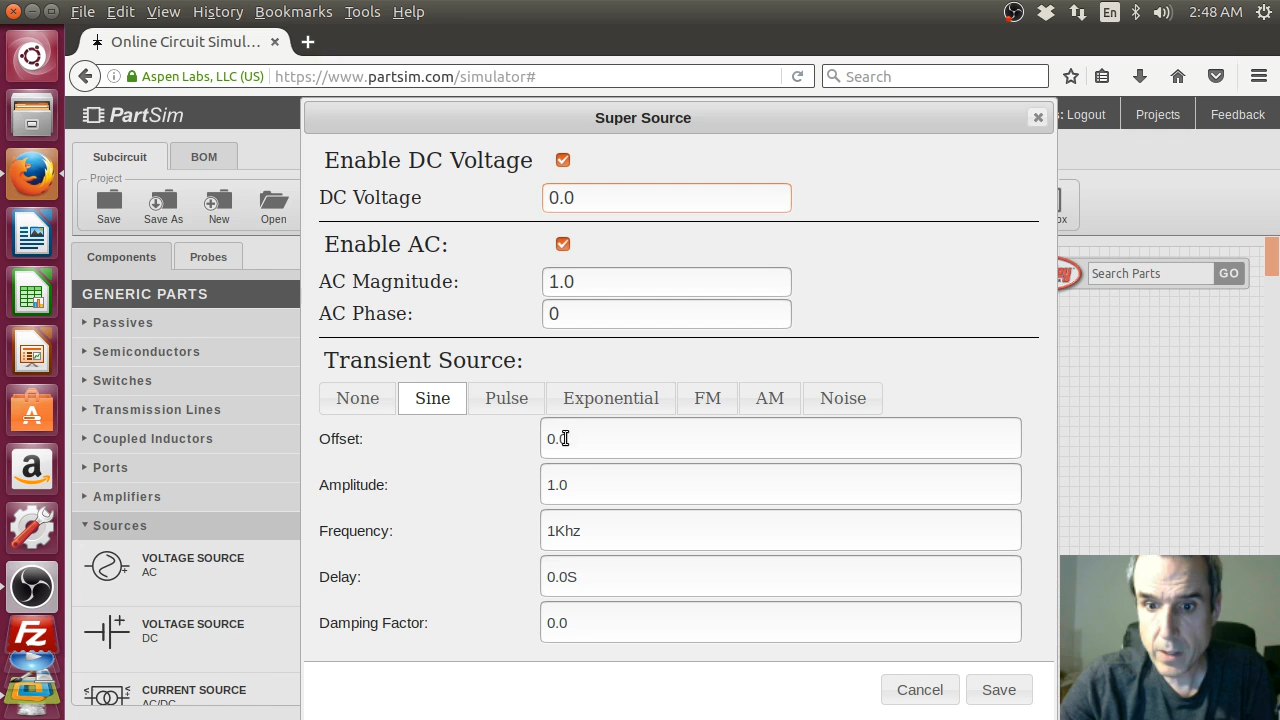 File Edit View History Bookmarks Tools Help
En 2:48 AM
Online Circuit Simul...
Aspen Labs, LLC (US) https://www.partsim.com/simulator# Search
PartSim Super Source : Logout Projects Feedback
Subcircuit BOM
Project
Save Save As New Open
Components Probes
GENERIC PARTS
Passives
Semiconductors
Switches
Transmission Lines
Coupled Inductors
Ports
Amplifiers
Sources
VOLTAGE SOURCE
AC
VOLTAGE SOURCE
DC
CURRENT SOURCE
AC/DC
Enable DC Voltage
DC Voltage 0.0
Enable AC:
AC Magnitude: 1.0
AC Phase: 0
Transient Source:
None Sine Pulse Exponential FM AM Noise
Offset: 0.0
Amplitude: 1.0
Frequency: 1Khz
Delay: 0.0S
Damping Factor: 0.0
Cancel Save
Search Parts GO